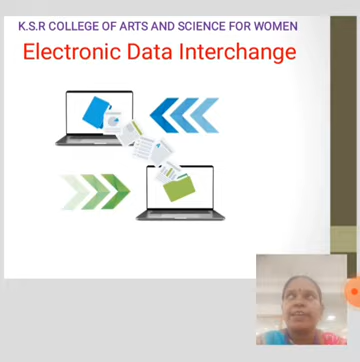 K.S.R COLLEGE OF ARTS AND SCIENCE FOR WOMEN
Electronic Data Interchange